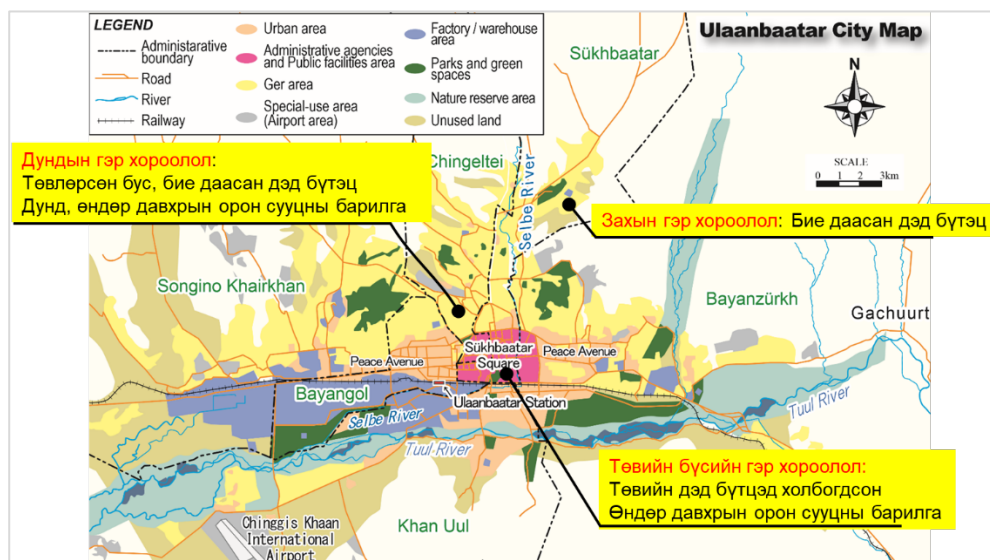 LEGEND
Administarative
boundary
Road
River
Railway
Urban area
Administrative agencies
and Public facilities area
Ger area
Special-use area
(Airport area)
Factory / warehouse
area
Parks and green
spaces
Nature reserve area
Unused land
Ulaanbaatar City Map
N
SCALE
0 1 2 3km
Sükhbaatar
Chingeltei
Selbe River
Дундын гэр хороолол:
Төвлөрсөн бус, бие даасан дэд бүтэц
Дунд, өндөр давхрын орон сууцны барилга
Захын гэр хороолол: Бие даасан дэд бүтэц
Songino Khairkhan
Bayanzürkh
Gachuurt
Peace Avenue
Sükhbaatar
Square
Peace Avenue
Bayangol
Ulaanbaatar Station
Selbe River
Tuul River
Tuul River
Төвийн бүсийн гэр хороолол:
Төвийн дэд бүтцэд холбогдсон
Өндөр давхрын орон сууцны барилга
Khan Uul
Chinggis Khaan
International
Airport